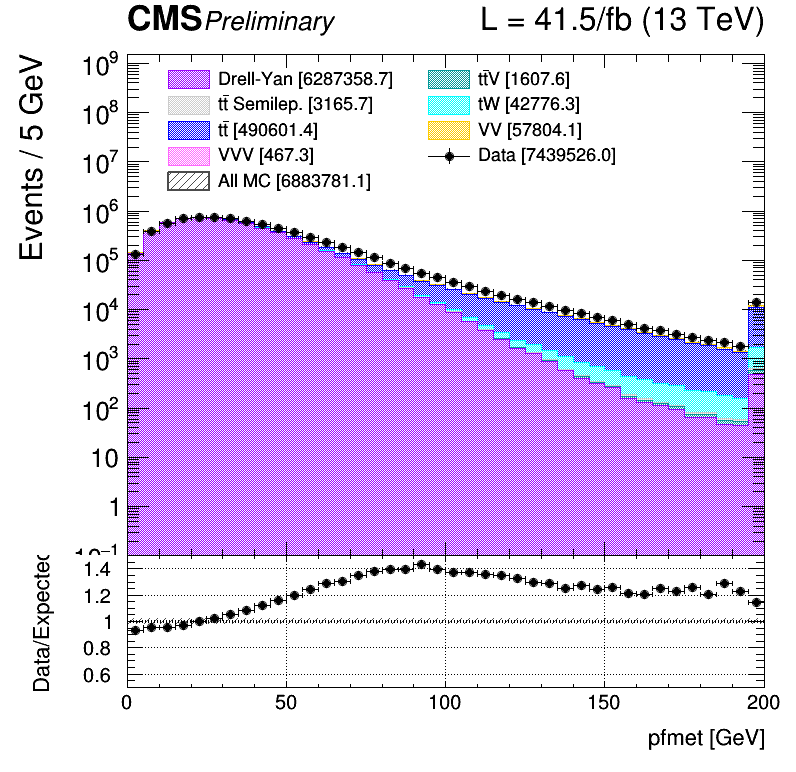 CMS Preliminary L = 41.5/fb (13 TeV)
Events / 5 GeV
10⁹
10⁸
10⁷
10⁶
10⁵
10⁴
10³
10²
10
1
10⁻¹
Drell-Yan [6287358.7]
tt̄ Semilep. [3165.7]
tt̄ [490601.4]
VVV [467.3]
All MC [6883781.1]
tt̄V [1607.6]
tW [42776.3]
VV [57804.1]
Data [7439526.0]
Data/Expected
1.4
1.2
1
0.8
0.6
0 50 100 150 200
pfmet [GeV]